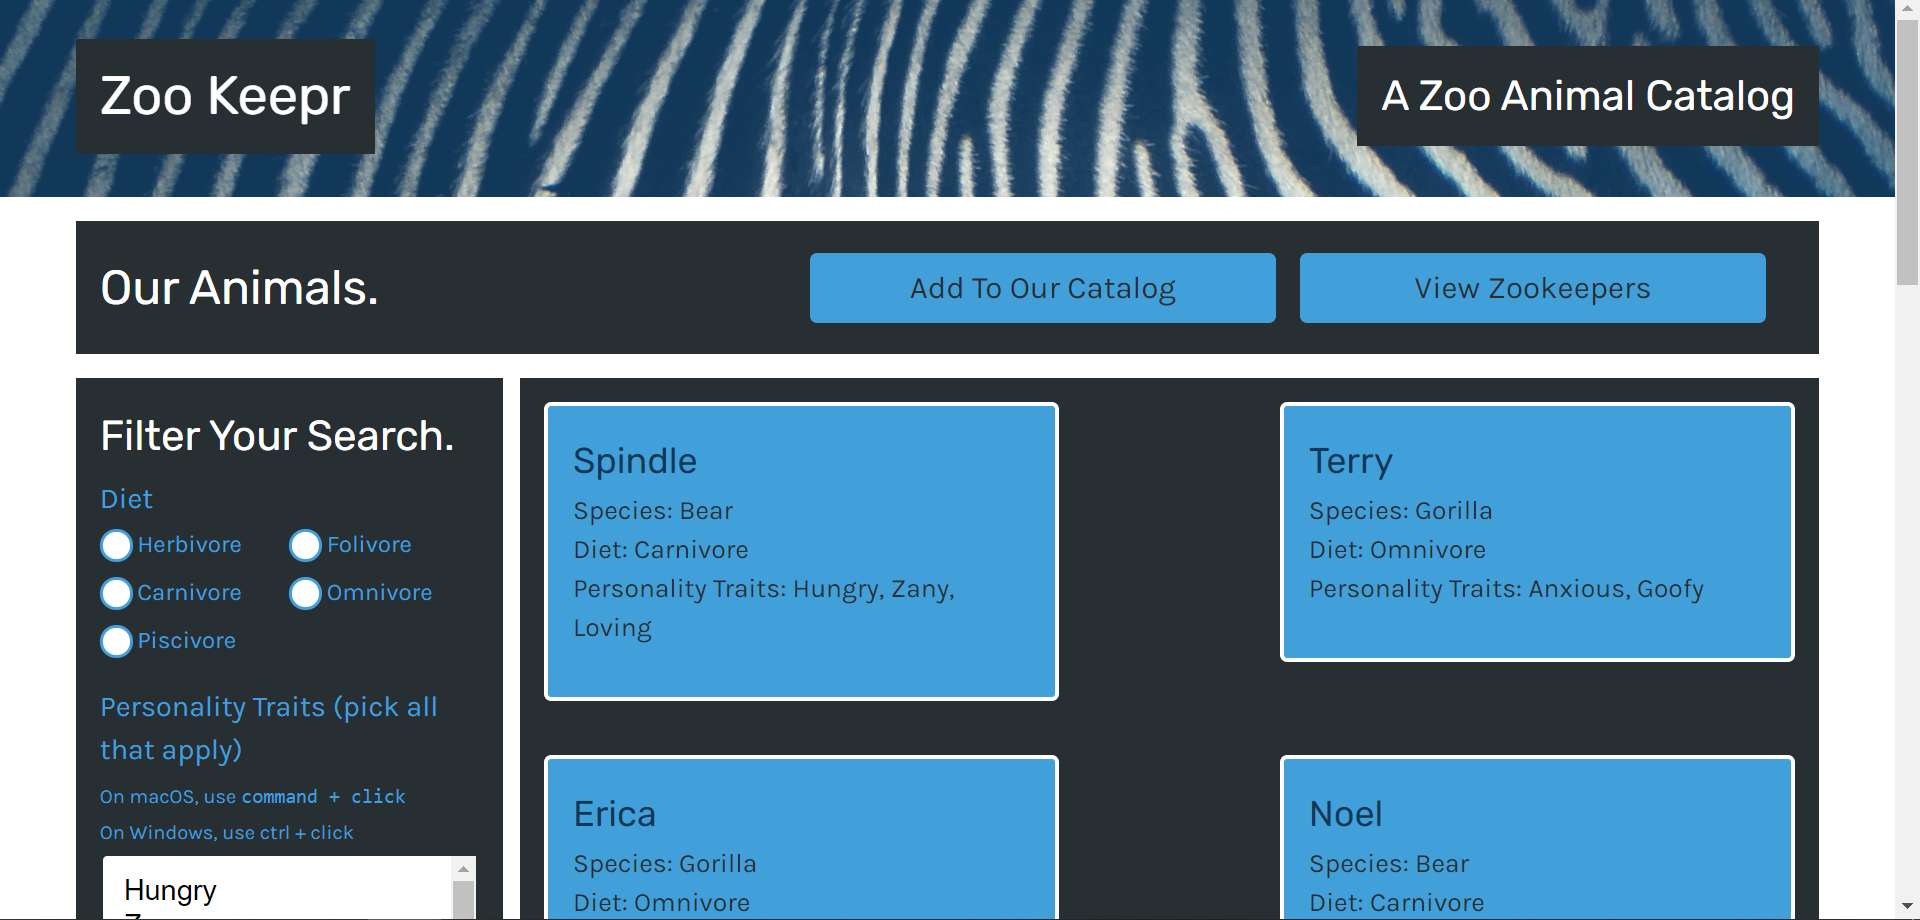 Zoo Keepr
A Zoo Animal Catalog
Our Animals.
Add To Our Catalog
View Zookeepers
Filter Your Search.
Diet
Herbivore
Folivore
Carnivore
Omnivore
Piscivore
Personality Traits (pick all
that apply)
On macOS, use command + click
On Windows, use ctrl + click
Hungry
Spindle
Species: Bear
Diet: Carnivore
Personality Traits: Hungry, Zany,
Loving
Terry
Species: Gorilla
Diet: Omnivore
Personality Traits: Anxious, Goofy
Erica
Species: Gorilla
Diet: Omnivore
Noel
Species: Bear
Diet: Carnivore